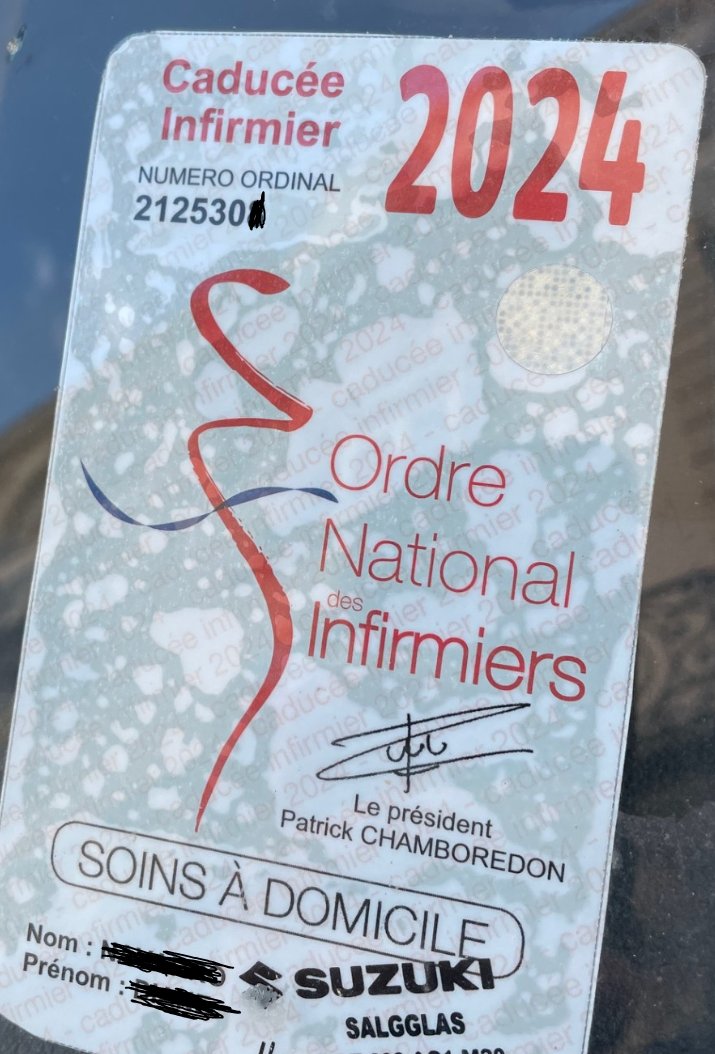 Caducée
Infirmier
2024
NUMERO ORDINAL
212530
Ordre
National
des
Infirmiers
Le président
Patrick CHAMBOREDON
SOINS À DOMICILE
Nom :
Prénom :
SUZUKI
SALGGLAS